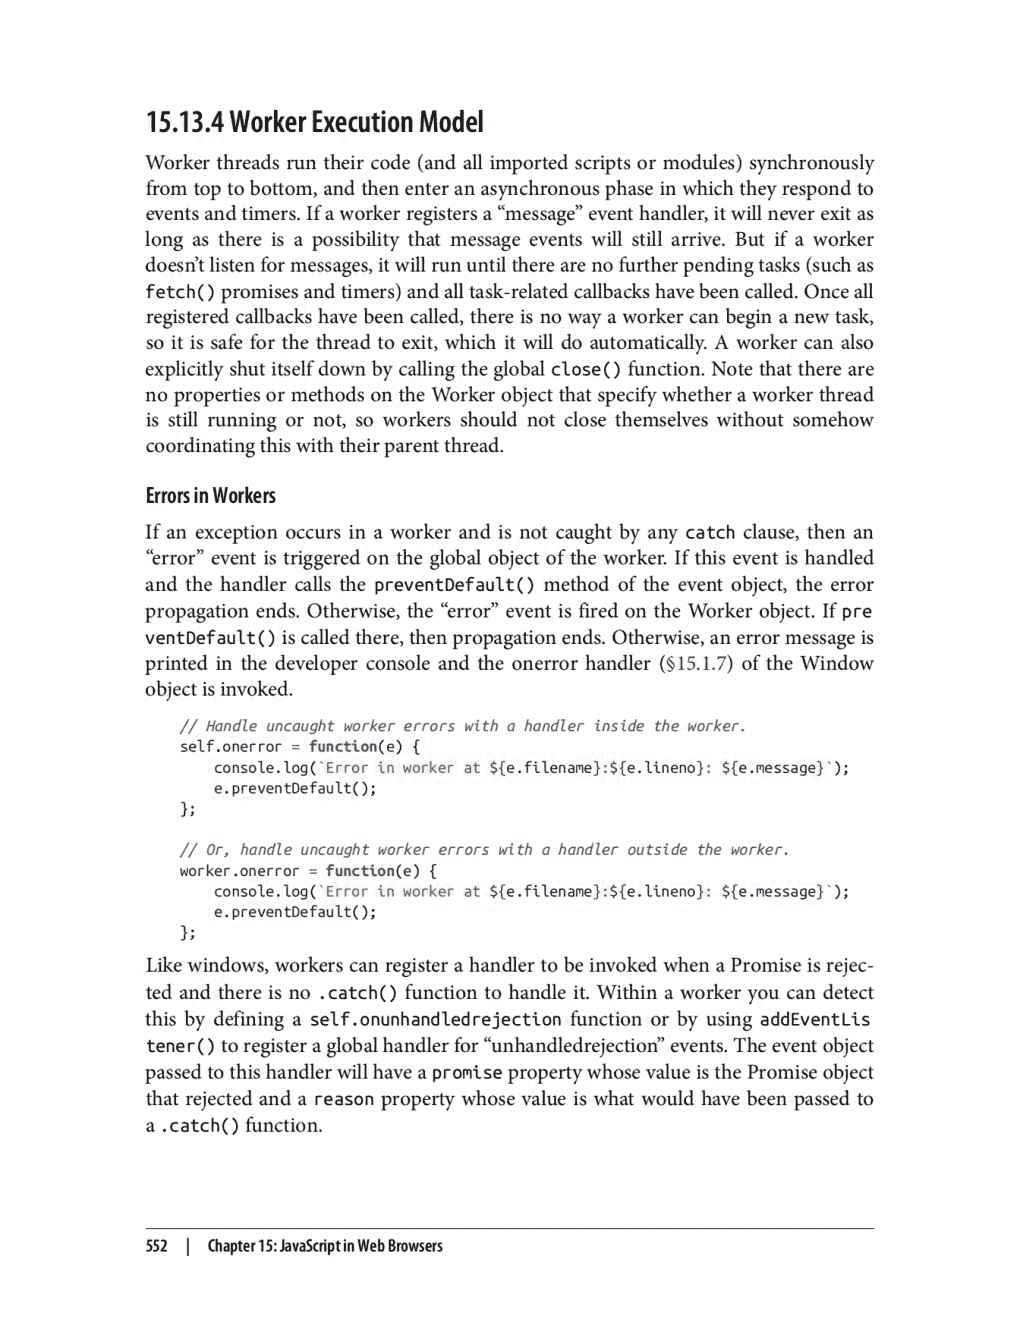 15.13.4 Worker Execution Model
Worker threads run their code (and all imported scripts or modules) synchronously
from top to bottom, and then enter an asynchronous phase in which they respond to
events and timers. If a worker registers a “message” event handler, it will never exit as
long as there is a possibility that message events will still arrive. But if a worker
doesn’t listen for messages, it will run until there are no further pending tasks (such as
fetch() promises and timers) and all task-related callbacks have been called. Once all
registered callbacks have been called, there is no way a worker can begin a new task,
so it is safe for the thread to exit, which it will do automatically. A worker can also
explicitly shut itself down by calling the global close() function. Note that there are
no properties or methods on the Worker object that specify whether a worker thread
is still running or not, so workers should not close themselves without somehow
coordinating this with their parent thread.
Errors in Workers
If an exception occurs in a worker and is not caught by any catch clause, then an
“error” event is triggered on the global object of the worker. If this event is handled
and the handler calls the preventDefault() method of the event object, the error
propagation ends. Otherwise, the “error” event is fired on the Worker object. If pre
ventDefault() is called there, then propagation ends. Otherwise, an error message is
printed in the developer console and the onerror handler (§15.1.7) of the Window
object is invoked.
// Handle uncaught worker errors with a handler inside the worker.
self.onerror = function(e) {
    console.log(`Error in worker at ${e.filename}:${e.lineno}: ${e.message}`);
    e.preventDefault();
};
// Or, handle uncaught worker errors with a handler outside the worker.
worker.onerror = function(e) {
    console.log(`Error in worker at ${e.filename}:${e.lineno}: ${e.message}`);
    e.preventDefault();
};
Like windows, workers can register a handler to be invoked when a Promise is rejec-
ted and there is no .catch() function to handle it. Within a worker you can detect
this by defining a self.onunhandledrejection function or by using addEventLis
tener() to register a global handler for “unhandledrejection” events. The event object
passed to this handler will have a promise property whose value is the Promise object
that rejected and a reason property whose value is what would have been passed to
a .catch() function.
552 | Chapter 15: JavaScript in Web Browsers